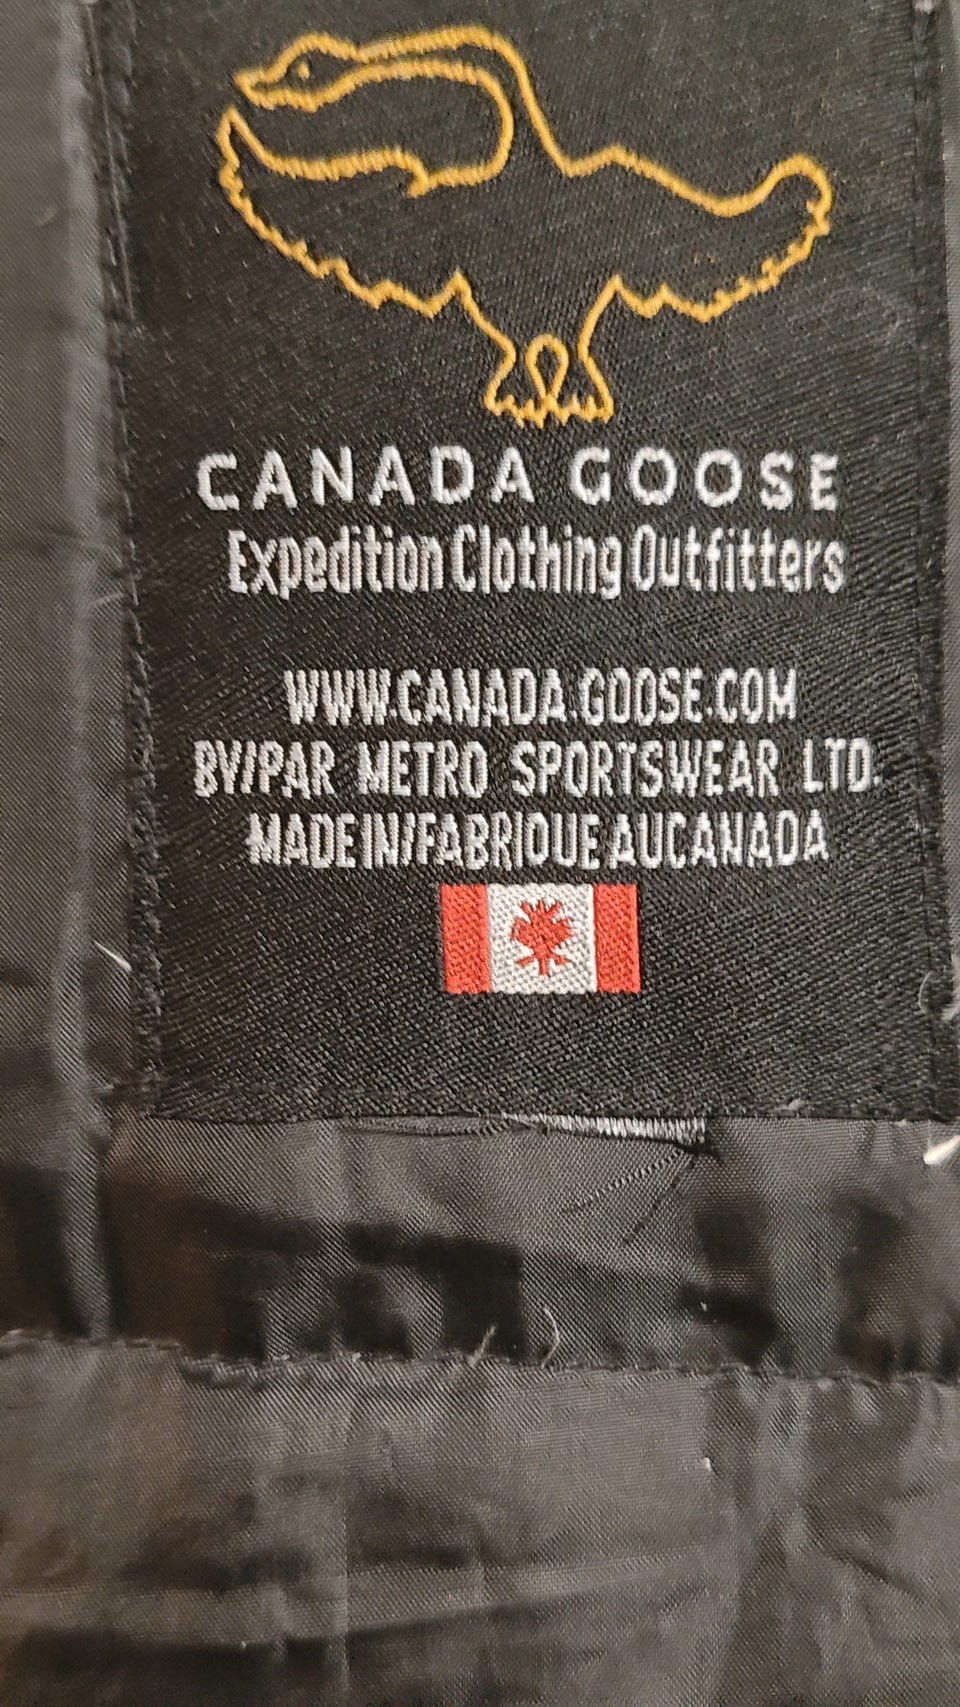 CANADA GOOSE
Expedition Clothing Outfitters
WWW.CANADA.GOOSE.COM
BY/PAR METRO SPORTSWEAR LTD.
MADE IN/FABRIQUE AU CANADA